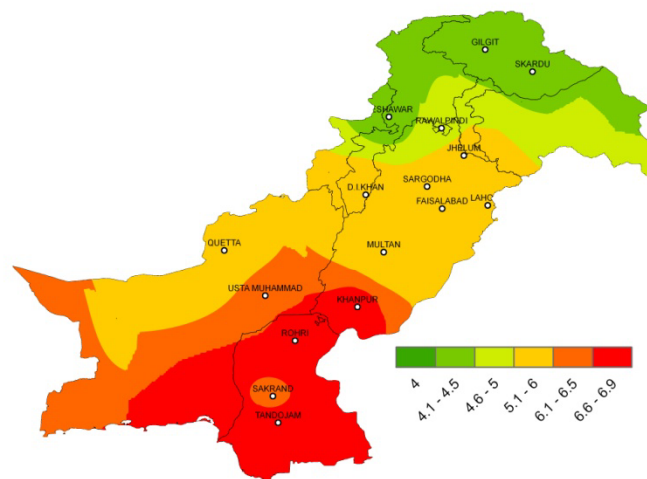 GILGIT
SKARDU
ESHAWAR
RAWALPINDI
JHELUM
SARGODHA
D.I.KHAN
FAISALABAD
LAHO
QUETTA
MULTAN
USTA MUHAMMAD
KHANPUR
ROHRI
SAKRAND
TANDOJAM
4
4.1 - 4.5
4.6 - 5
5.1 - 6
6.1 - 6.5
6.6 - 6.9